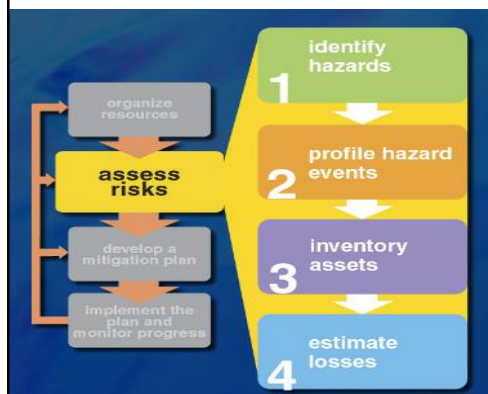 organize
resources
assess
risks
develop a
mitigation plan
implement the
plan and
monitor progress
1
identify
hazards
2
profile hazard
events
3
inventory
assets
4
estimate
losses